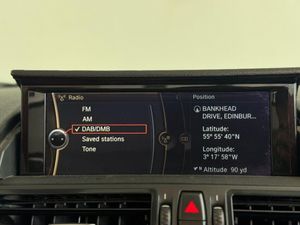 Radio
FM
AM
✓ DAB/DMB
Saved stations
Tone
Position
BANKHEAD
DRIVE, EDINBUR...
Latitude:
55° 55' 40"N
Longitude:
3° 17' 58"W
Altitude 90 yd